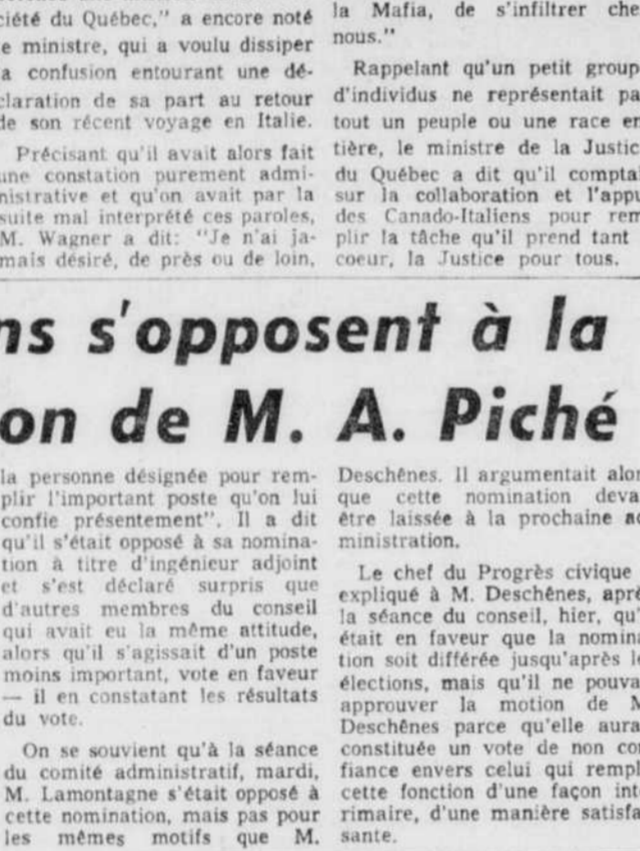 ciété du Québec," a encore noté
e ministre, qui a voulu dissiper
a confusion entourant une dé-
claration de sa part au retour
de son récent voyage en Italie.
Précisant qu'il avait alors fait
une constation purement admi-
nistrative et qu'on avait par la
suite mal interprété ces paroles,
M. Wagner a dit: "Je n'ai ja-
mais désiré, de près ou de loin,
la Mafia, de s'infiltrer che
nous."
Rappelant qu'un petit group
d'individus ne représentait pa
tout un peuple ou une race en
tière, le ministre de la Justic
du Québec a dit qu'il comptai
sur la collaboration et l'appu
des Canado-Italiens pour rem
plir la tâche qu'il prend tant
coeur, la Justice pour tous.
ns s'opposent à la
on de M. A. Piché
la personne désignée pour rem-
plir l'important poste qu'on lui
confie présentement". Il a dit
qu'il s'était opposé à sa nomina-
tion à titre d'ingénieur adjoint
et s'est déclaré surpris que
d'autres membres du conseil
qui avait eu la même attitude,
alors qu'il s'agissait d'un poste
moins important, vote en faveur
— il en constatant les résultats
du vote.
On se souvient qu'à la séance
du comité administratif, mardi,
M. Lamontagne s'était opposé à
cette nomination, mais pas pour
les mêmes motifs que M.
Deschênes. Il argumentait alor
que cette nomination deva
être laissée à la prochaine ad
ministration.
Le chef du Progrès civique
expliqué à M. Deschênes, aprè
la séance du conseil, hier, qu'
était en faveur que la nomina
tion soit différée jusqu'après le
élections, mais qu'il ne pouva
approuver la motion de M
Deschênes parce qu'elle aura
constituée un vote de non con
fiance envers celui qui rempl
cette fonction d'une façon inté
rimaire, d'une manière satisfa
sante.